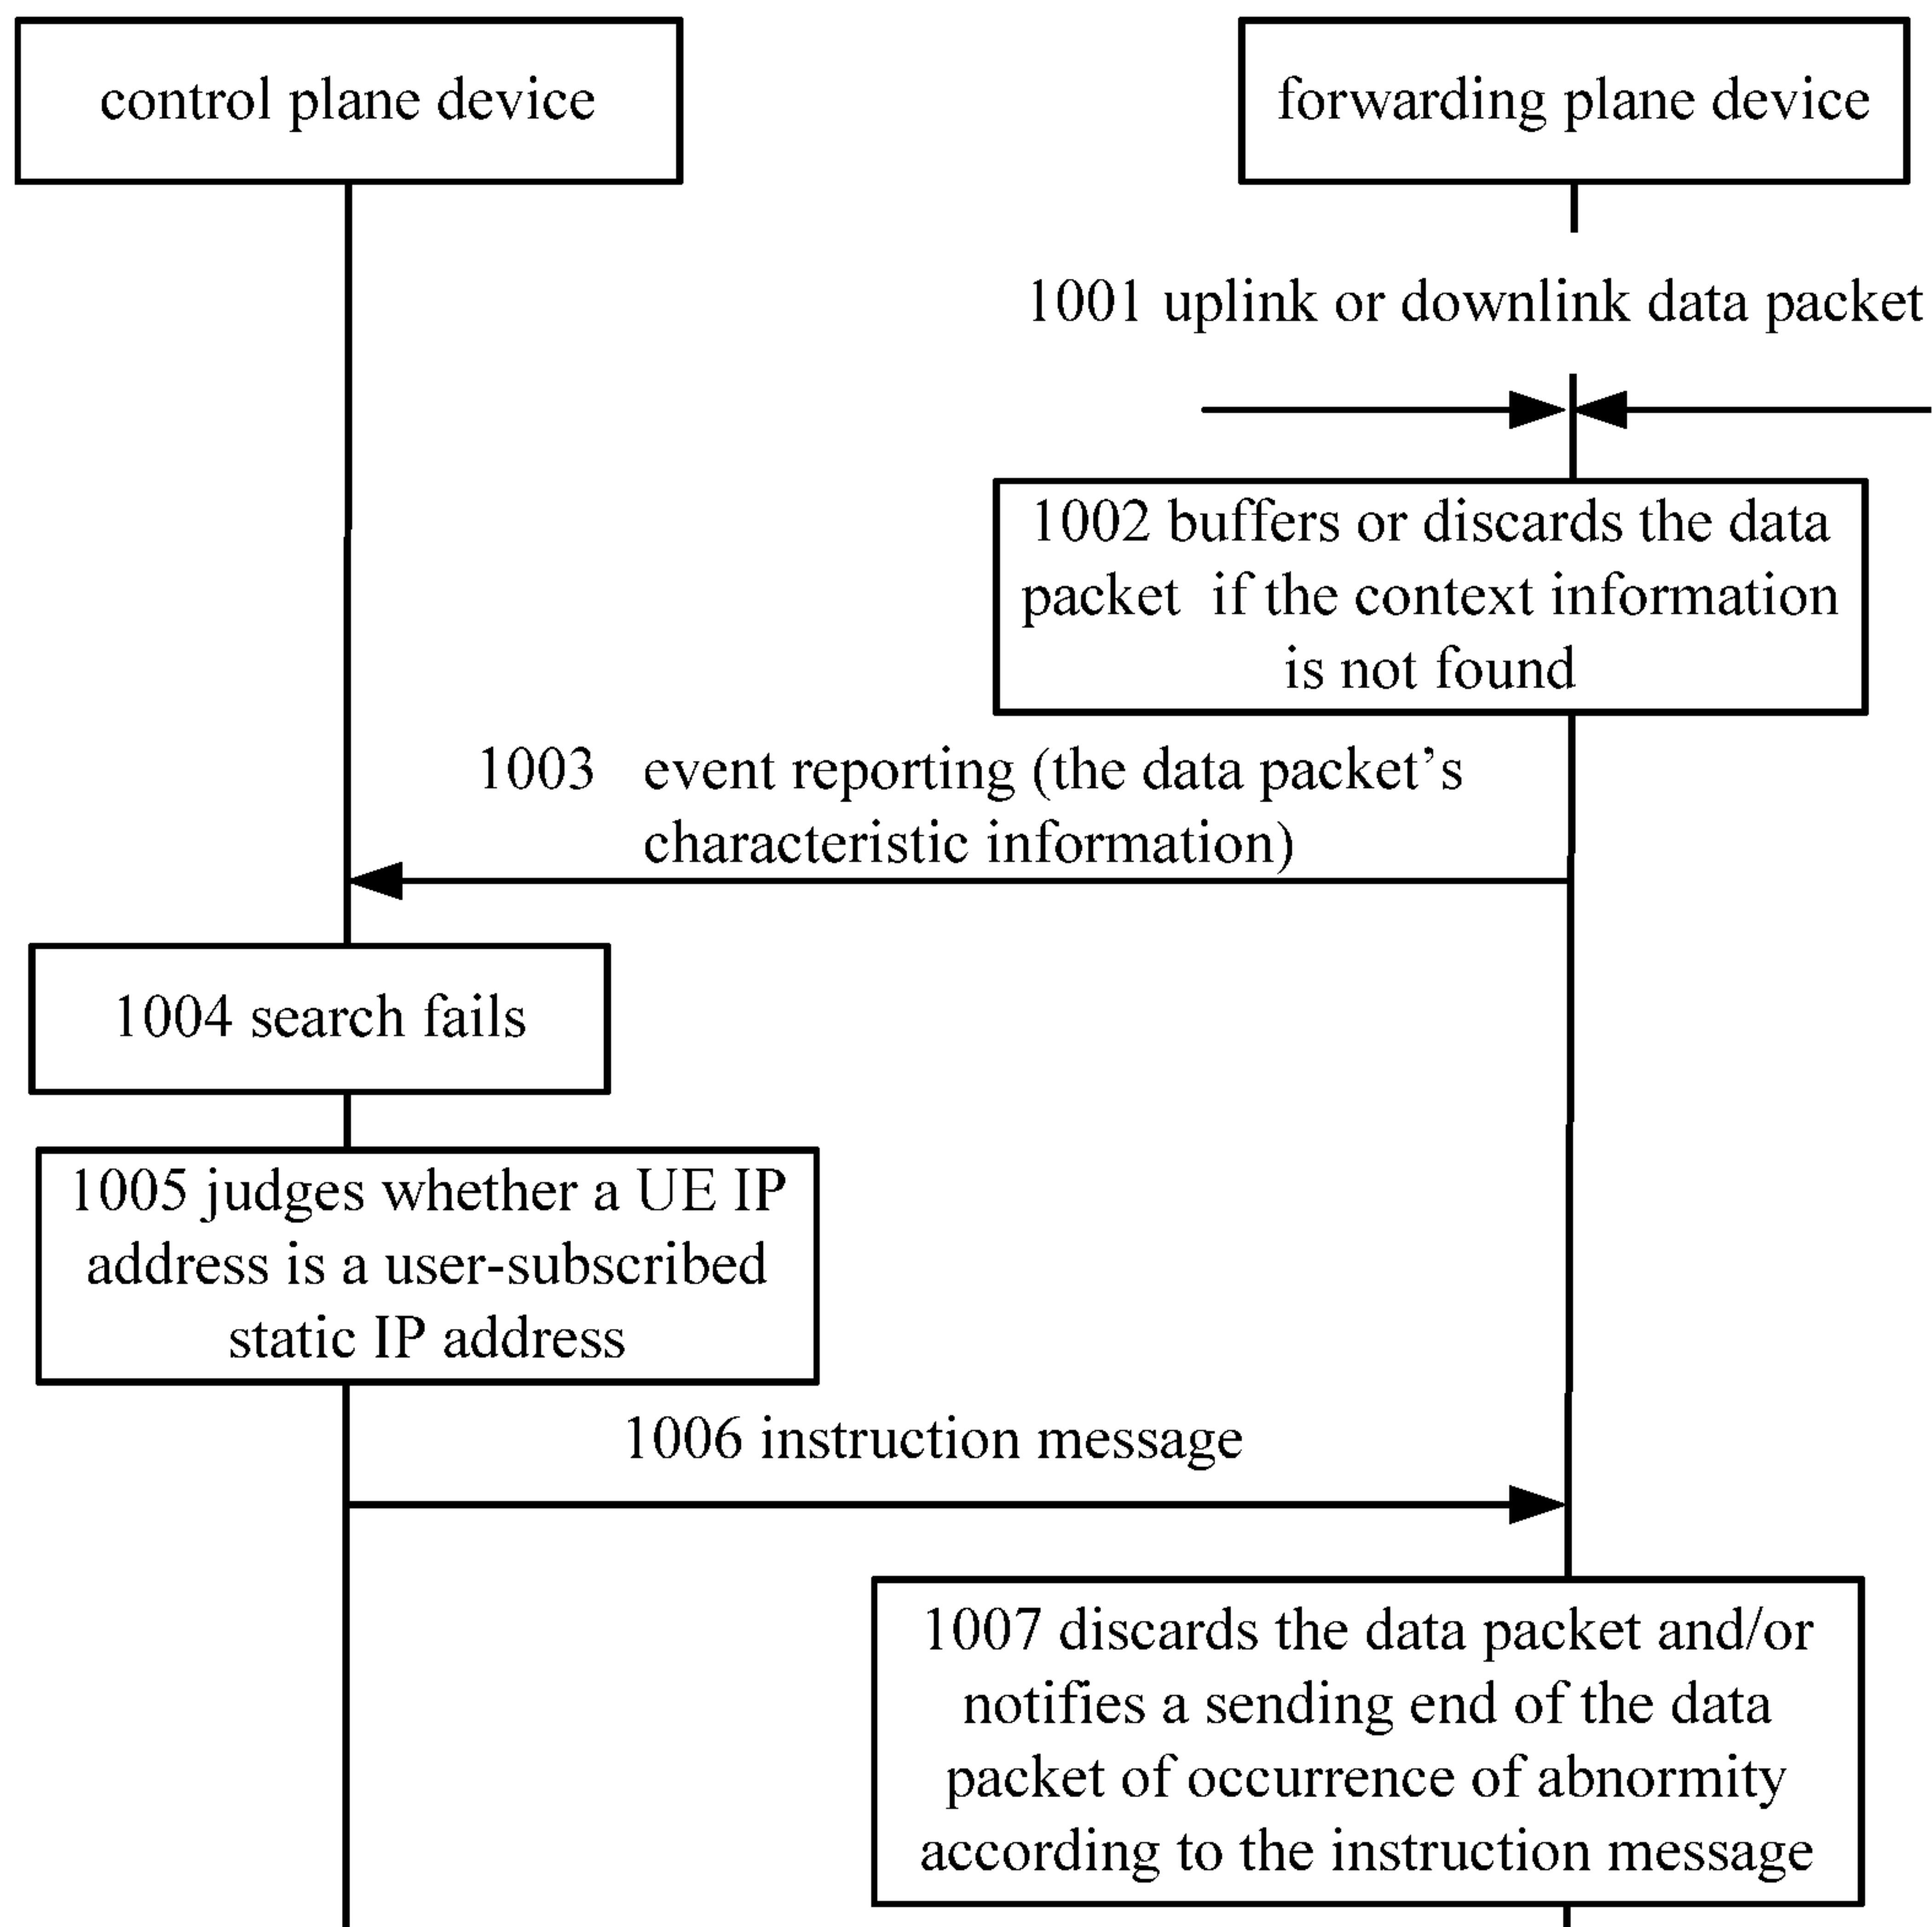 control plane device
forwarding plane device
1001 uplink or downlink data packet
1002 buffers or discards the data
packet if the context information
is not found
1003 event reporting (the data packet’s
characteristic information)
1004 search fails
1005 judges whether a UE IP
address is a user-subscribed
static IP address
1006 instruction message
1007 discards the data packet and/or
notifies a sending end of the data
packet of occurrence of abnormity
according to the instruction message